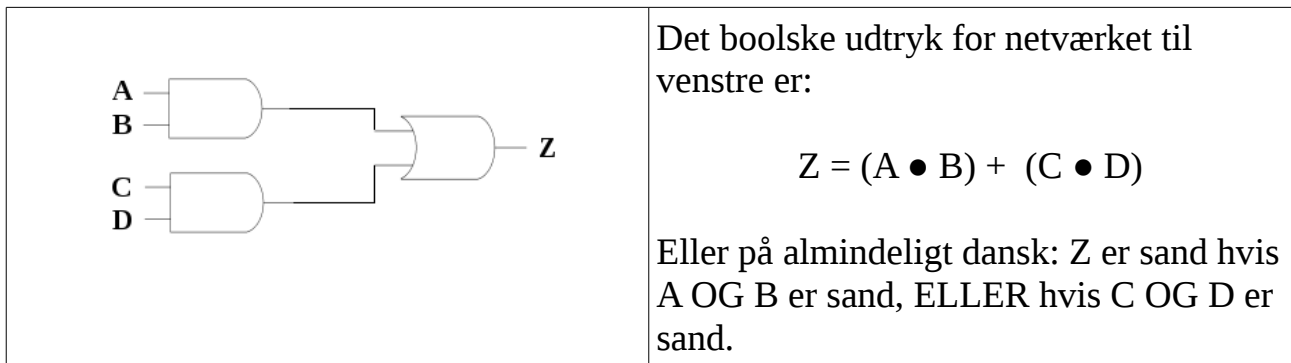 A
B
C
D
Z
Det boolske udtryk for netværket til
venstre er:
Z = (A ● B) + (C ● D)
Eller på almindeligt dansk: Z er sand hvis
A OG B er sand, ELLER hvis C OG D er
sand.